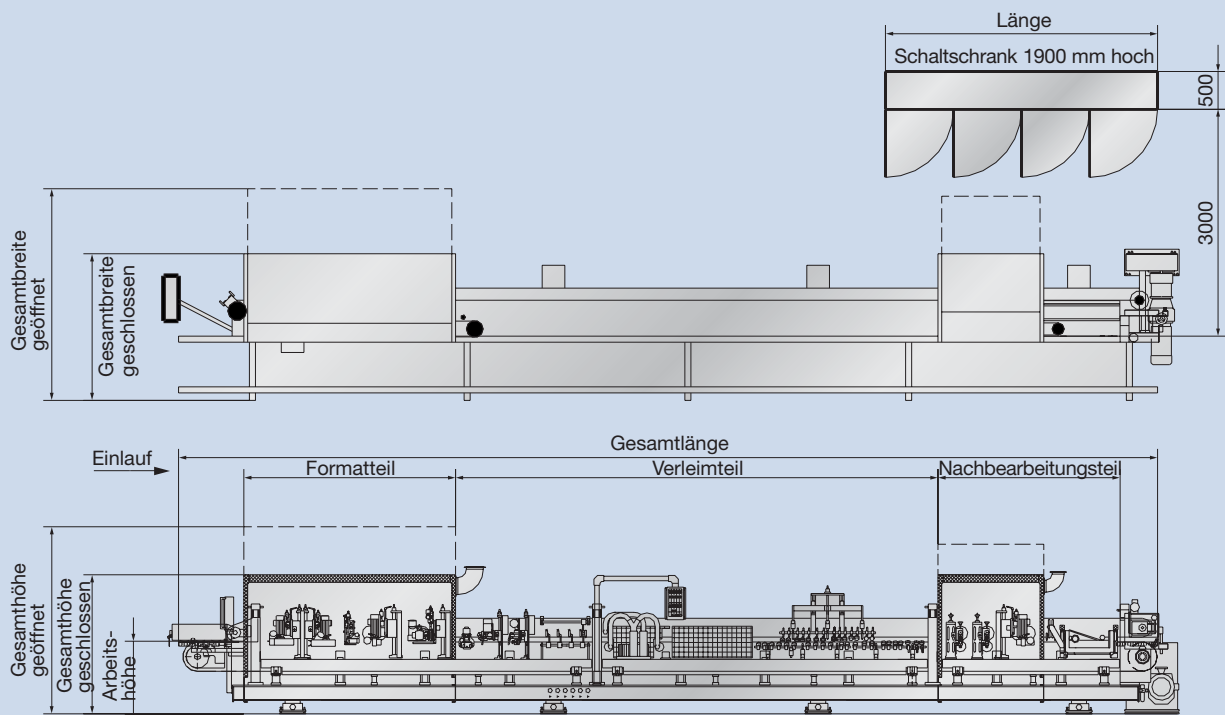 Länge
Schaltschrank 1900 mm hoch
500
3000
Gesamtbreite
geöffnet
Gesamtbreite
geschlossen
Gesamtlänge
Einlauf
Formatteil
Verleimteil
Nachbearbeitungsteil
Gesamthöhe
geöffnet
Gesamthöhe
geschlossen
Arbeits-
höhe